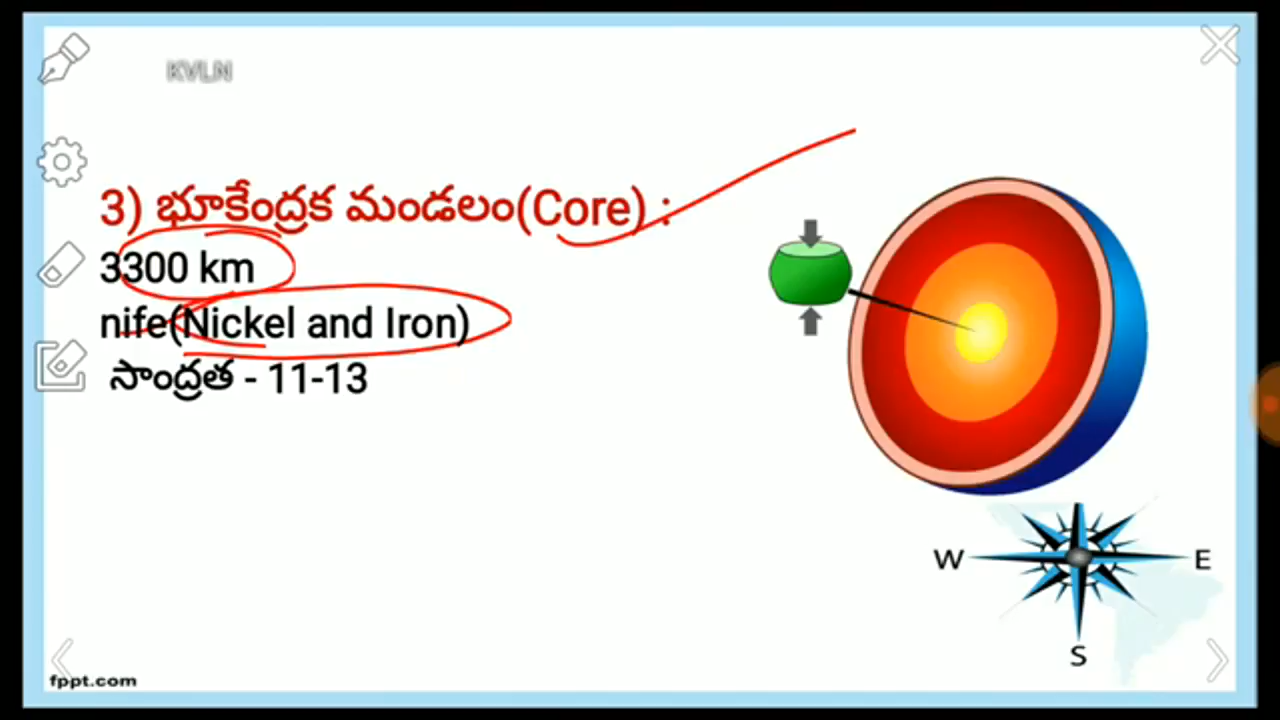 KVLN
3) భూకేంద్రక మండలం(Core) :
3300 km
nife(Nickel and Iron)
సాంద్రత - 11-13
W
E
S
fppt.com